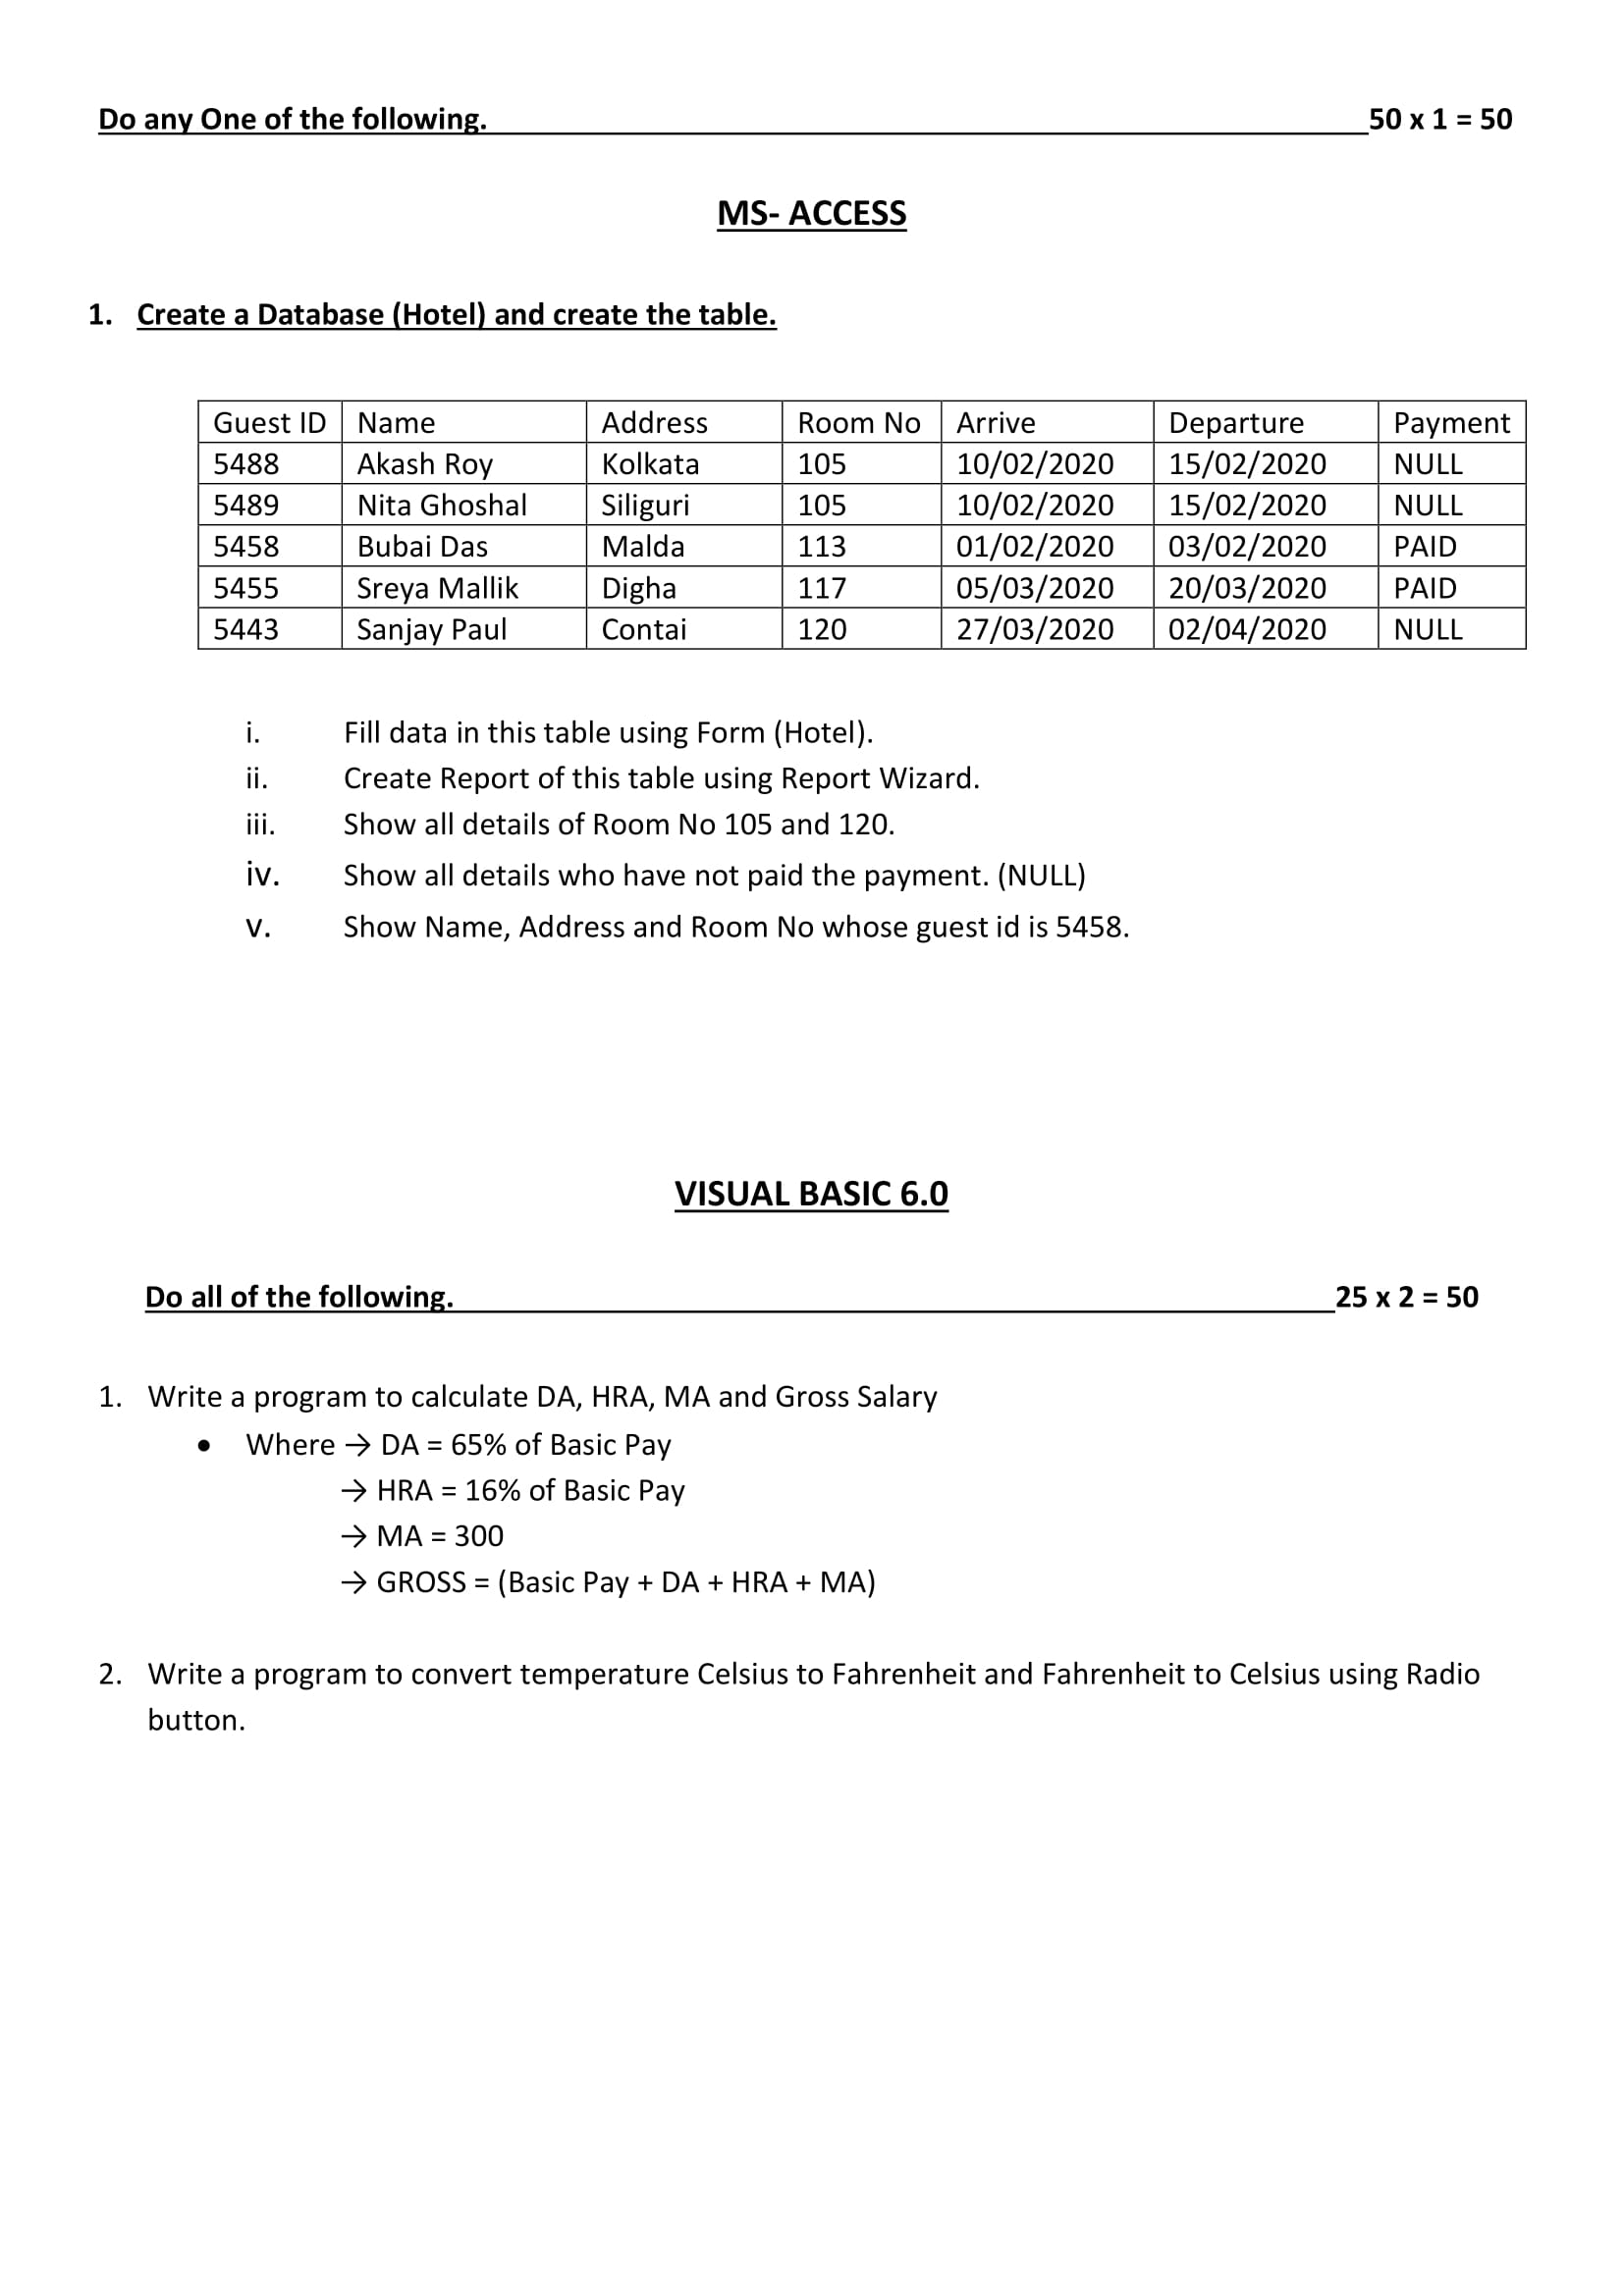 Do any One of the following. 50 x 1 = 50
MS- ACCESS
1. Create a Database (Hotel) and create the table.
Guest ID Name Address Room No Arrive Departure Payment
5488 Akash Roy Kolkata 105 10/02/2020 15/02/2020 NULL
5489 Nita Ghoshal Siliguri 105 10/02/2020 15/02/2020 NULL
5458 Bubai Das Malda 113 01/02/2020 03/02/2020 PAID
5455 Sreya Mallik Digha 117 05/03/2020 20/03/2020 PAID
5443 Sanjay Paul Contai 120 27/03/2020 02/04/2020 NULL
i. Fill data in this table using Form (Hotel).
ii. Create Report of this table using Report Wizard.
iii. Show all details of Room No 105 and 120.
iv. Show all details who have not paid the payment. (NULL)
v. Show Name, Address and Room No whose guest id is 5458.
VISUAL BASIC 6.0
Do all of the following. 25 x 2 = 50
1. Write a program to calculate DA, HRA, MA and Gross Salary
• Where → DA = 65% of Basic Pay
→ HRA = 16% of Basic Pay
→ MA = 300
→ GROSS = (Basic Pay + DA + HRA + MA)
2. Write a program to convert temperature Celsius to Fahrenheit and Fahrenheit to Celsius using Radio
button.